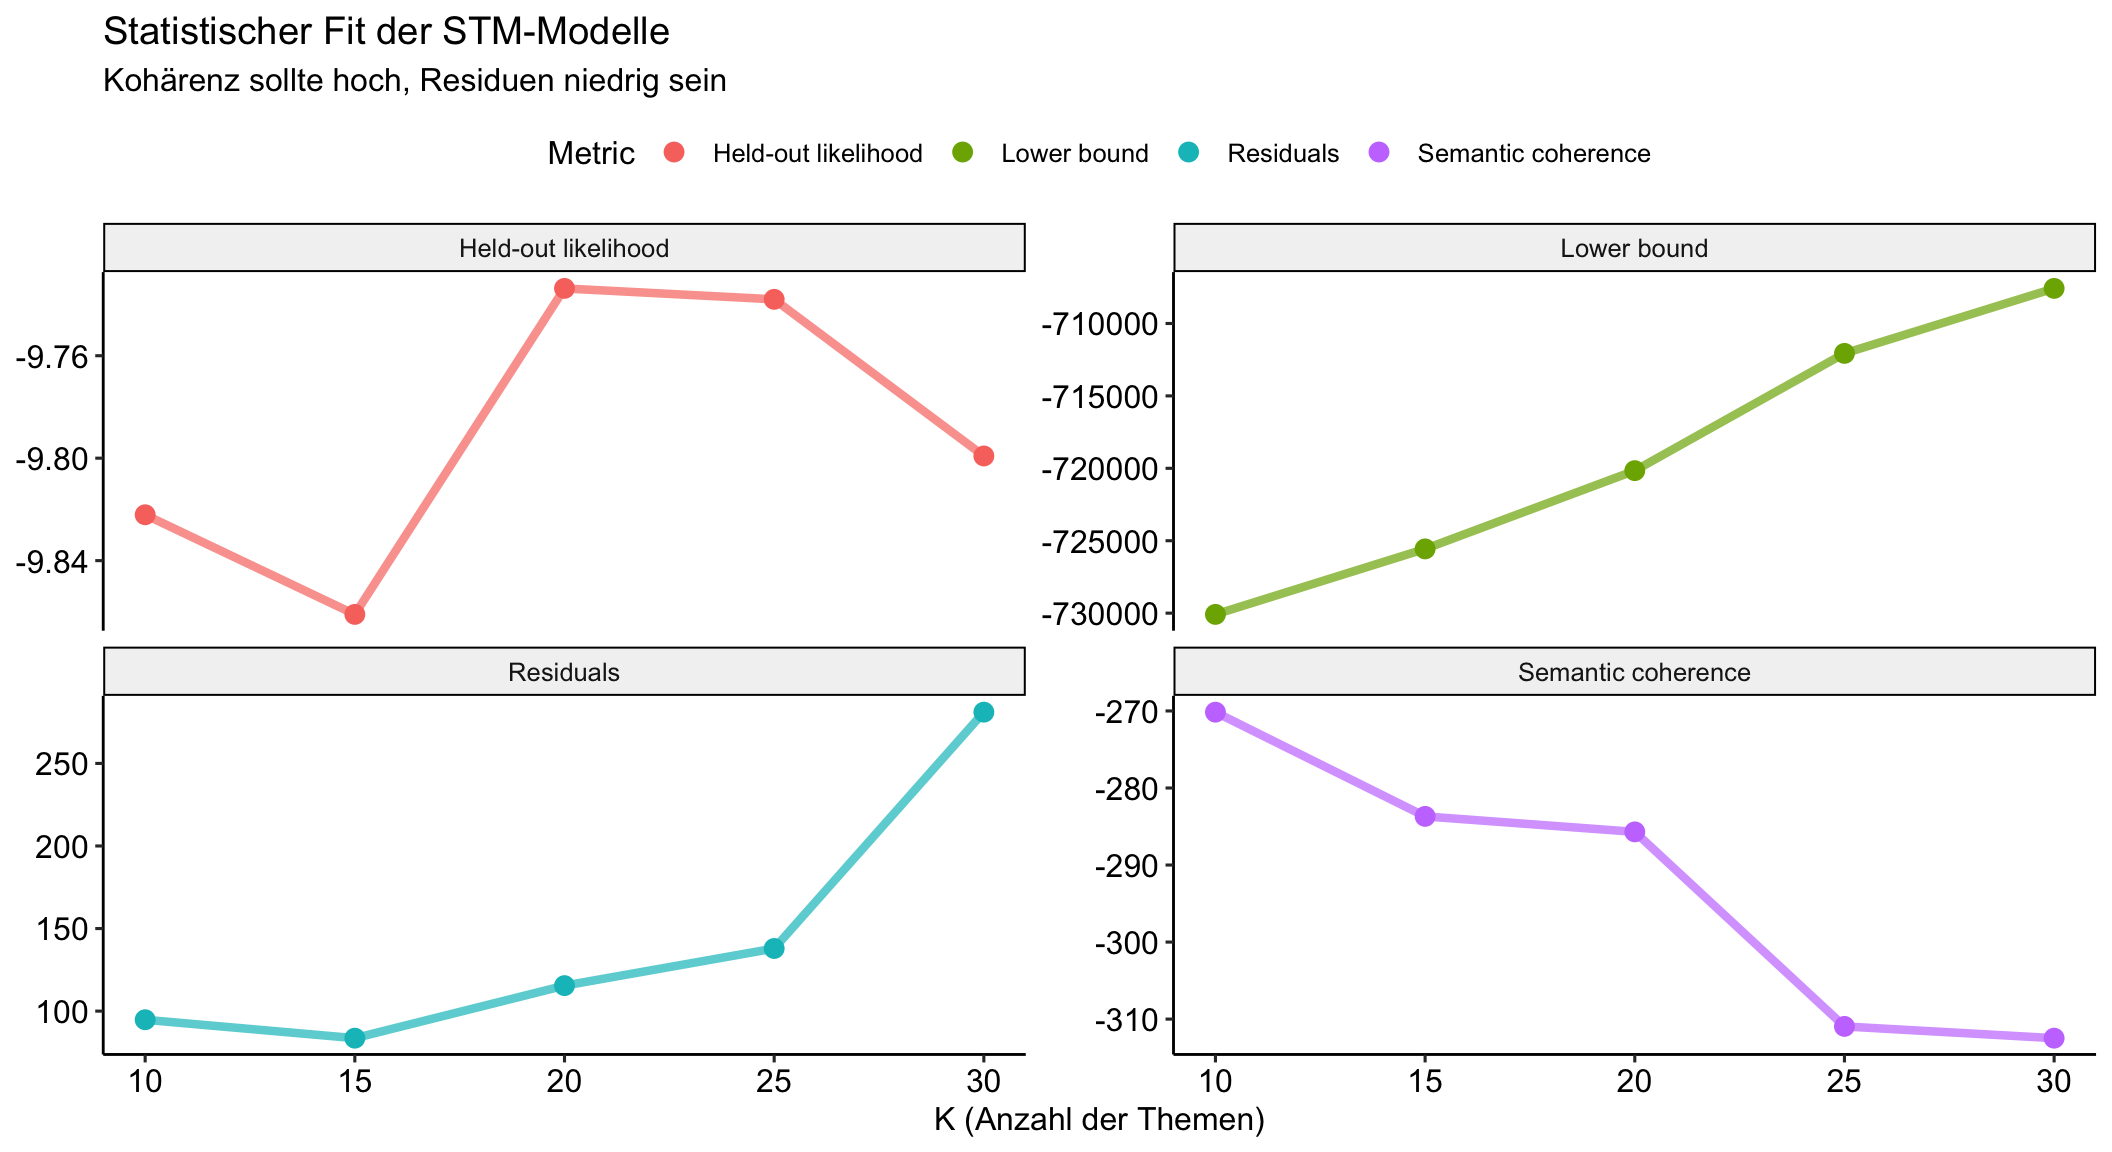 Statistischer Fit der STM-Modelle
Kohärenz sollte hoch, Residuen niedrig sein
Metric Held-out likelihood Lower bound Residuals Semantic coherence
Held-out likelihood
-9.76
-9.80
-9.84
Lower bound
-710000
-715000
-720000
-725000
-730000
Residuals
250
200
150
100
10 15 20 25 30
Semantic coherence
-270
-280
-290
-300
-310
10 15 20 25 30
K (Anzahl der Themen)